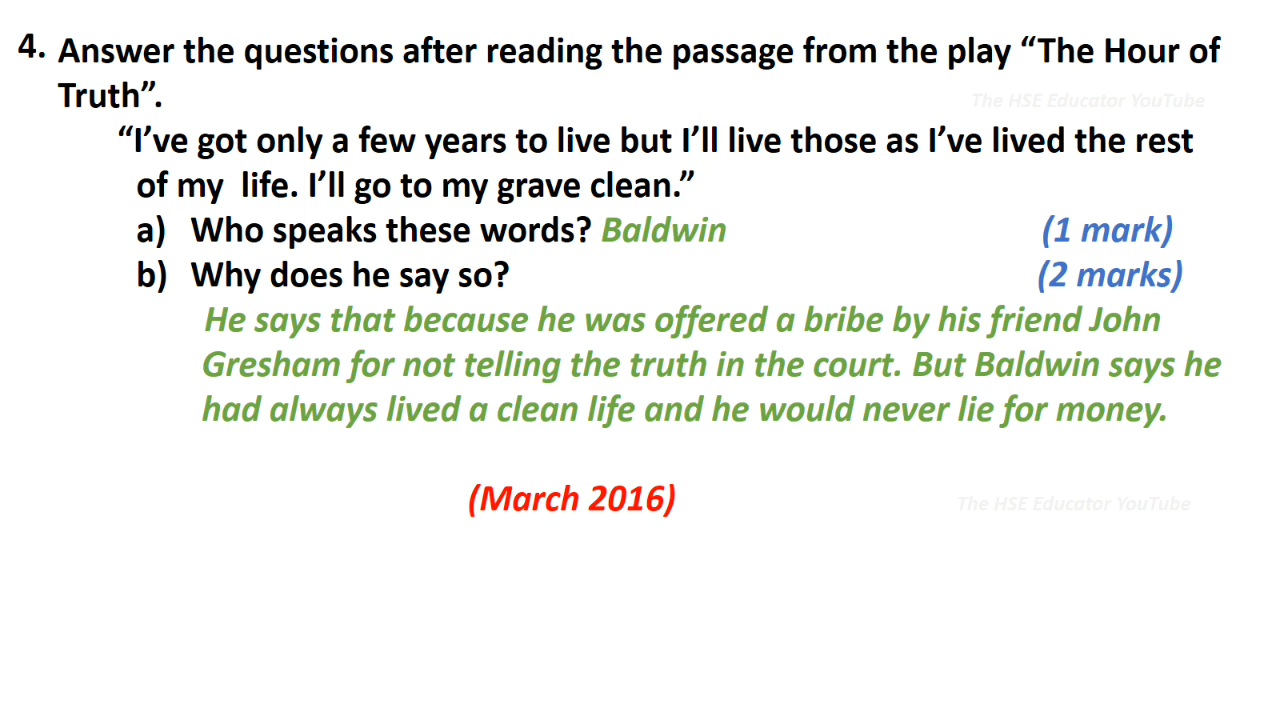 4. Answer the questions after reading the passage from the play “The Hour of
Truth”.
The HSE Educator YouTube
“I’ve got only a few years to live but I’ll live those as I’ve lived the rest
of my life. I’ll go to my grave clean.”
a) Who speaks these words? Baldwin (1 mark)
b) Why does he say so? (2 marks)
He says that because he was offered a bribe by his friend John
Gresham for not telling the truth in the court. But Baldwin says he
had always lived a clean life and he would never lie for money.
(March 2016)
The HSE Educator YouTube